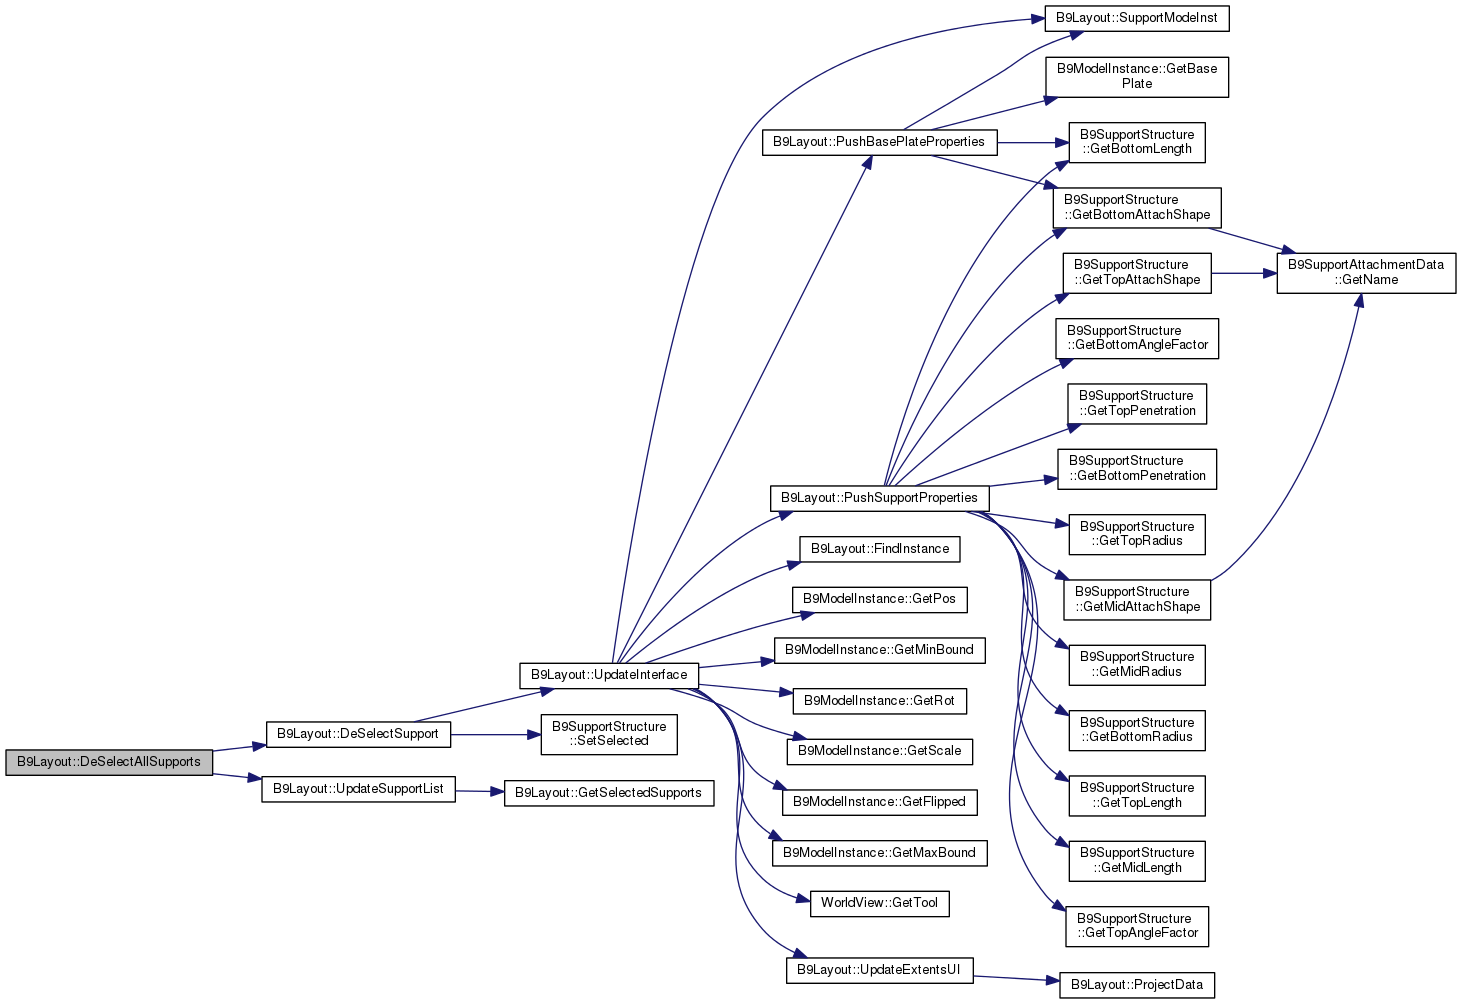 B9Layout::SupportModeInst
B9ModelInstance::GetBase
Plate
B9SupportStructure
::GetBottomLength
B9Layout::PushBasePlateProperties
B9SupportStructure
::GetBottomAttachShape
B9SupportStructure
::GetTopAttachShape
B9SupportAttachmentData
::GetName
B9SupportStructure
::GetBottomAngleFactor
B9SupportStructure
::GetTopPenetration
B9SupportStructure
::GetBottomPenetration
B9Layout::PushSupportProperties
B9SupportStructure
::GetTopRadius
B9Layout::FindInstance
B9SupportStructure
::GetMidAttachShape
B9ModelInstance::GetPos
B9ModelInstance::GetMinBound
B9SupportStructure
::GetMidRadius
B9Layout::UpdateInterface
B9ModelInstance::GetRot
B9SupportStructure
::GetBottomRadius
B9Layout::DeSelectSupport
B9SupportStructure
::SetSelected
B9ModelInstance::GetScale
B9Layout::DeSelectAllSupports
B9Layout::UpdateSupportList
B9Layout::GetSelectedSupports
B9ModelInstance::GetFlipped
B9SupportStructure
::GetTopLength
B9ModelInstance::GetMaxBound
B9SupportStructure
::GetMidLength
WorldView::GetTool
B9SupportStructure
::GetTopAngleFactor
B9Layout::UpdateExtentsUI
B9Layout::ProjectData